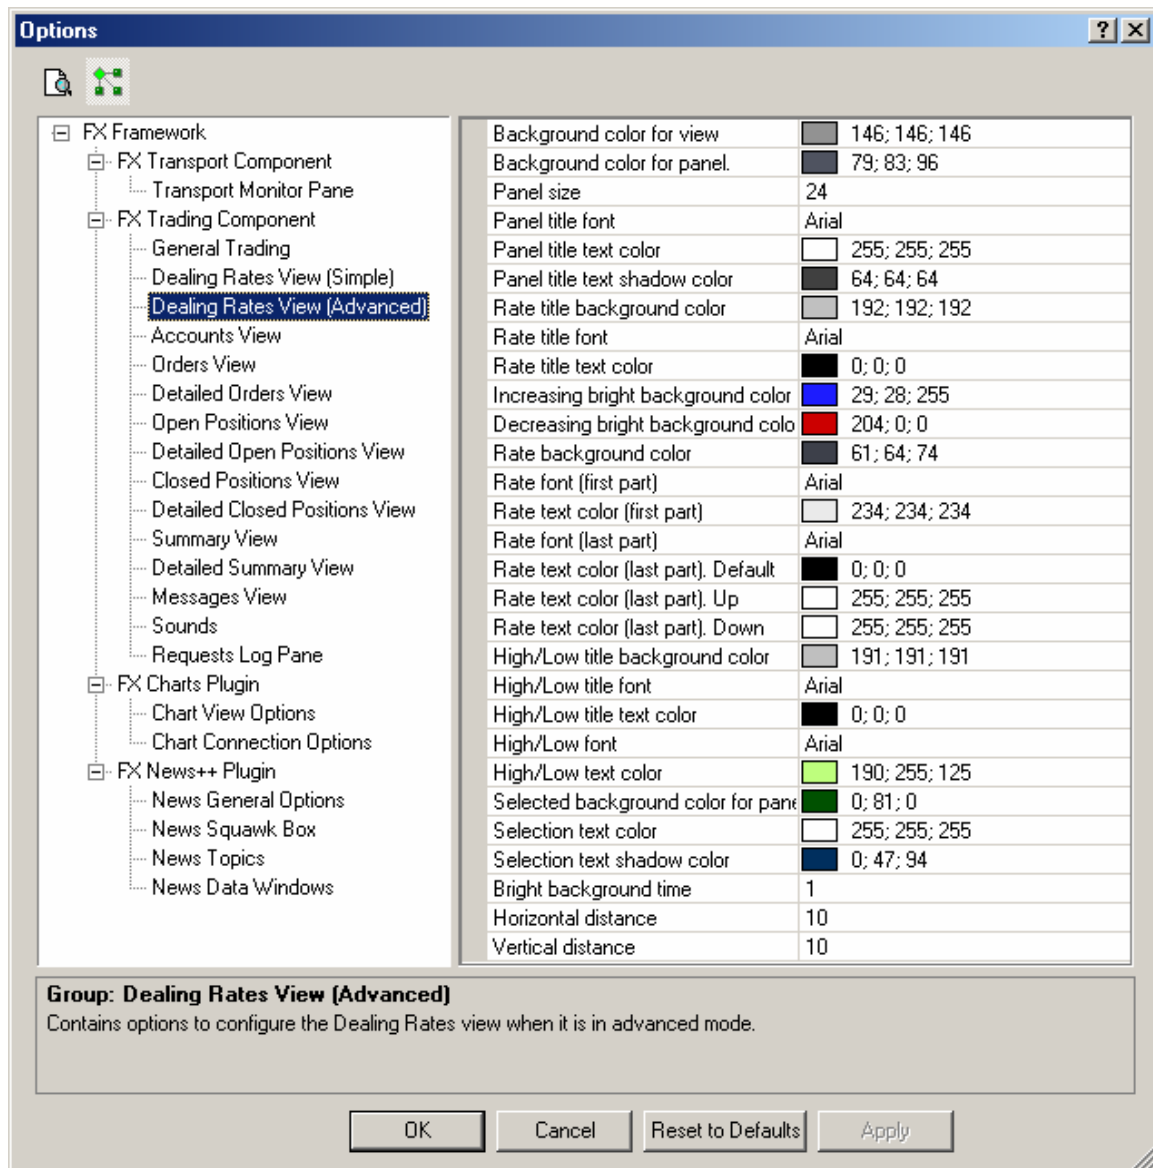 Options
FX Framework
FX Transport Component
Transport Monitor Pane
FX Trading Component
General Trading
Dealing Rates View (Simple)
Dealing Rates View (Advanced)
Accounts View
Orders View
Detailed Orders View
Open Positions View
Detailed Open Positions View
Closed Positions View
Detailed Closed Positions View
Summary View
Detailed Summary View
Messages View
Sounds
Requests Log Pane
FX Charts Plugin
Chart View Options
Chart Connection Options
FX News++ Plugin
News General Options
News Squawk Box
News Topics
News Data Windows
Background color for view 146; 146; 146
Background color for panel. 79; 83; 96
Panel size 24
Panel title font Arial
Panel title text color 255; 255; 255
Panel title text shadow color 64; 64; 64
Rate title background color 192; 192; 192
Rate title font Arial
Rate title text color 0; 0; 0
Increasing bright background color 29; 28; 255
Decreasing bright background colo 204; 0; 0
Rate background color 61; 64; 74
Rate font (first part) Arial
Rate text color (first part) 234; 234; 234
Rate font (last part) Arial
Rate text color (last part). Default 0; 0; 0
Rate text color (last part). Up 255; 255; 255
Rate text color (last part). Down 255; 255; 255
High/Low title background color 191; 191; 191
High/Low title font Arial
High/Low title text color 0; 0; 0
High/Low font Arial
High/Low text color 190; 255; 125
Selected background color for pane 0; 81; 0
Selection text color 255; 255; 255
Selection text shadow color 0; 47; 94
Bright background time 1
Horizontal distance 10
Vertical distance 10
Group: Dealing Rates View (Advanced)
Contains options to configure the Dealing Rates view when it is in advanced mode.
OK Cancel Reset to Defaults Apply